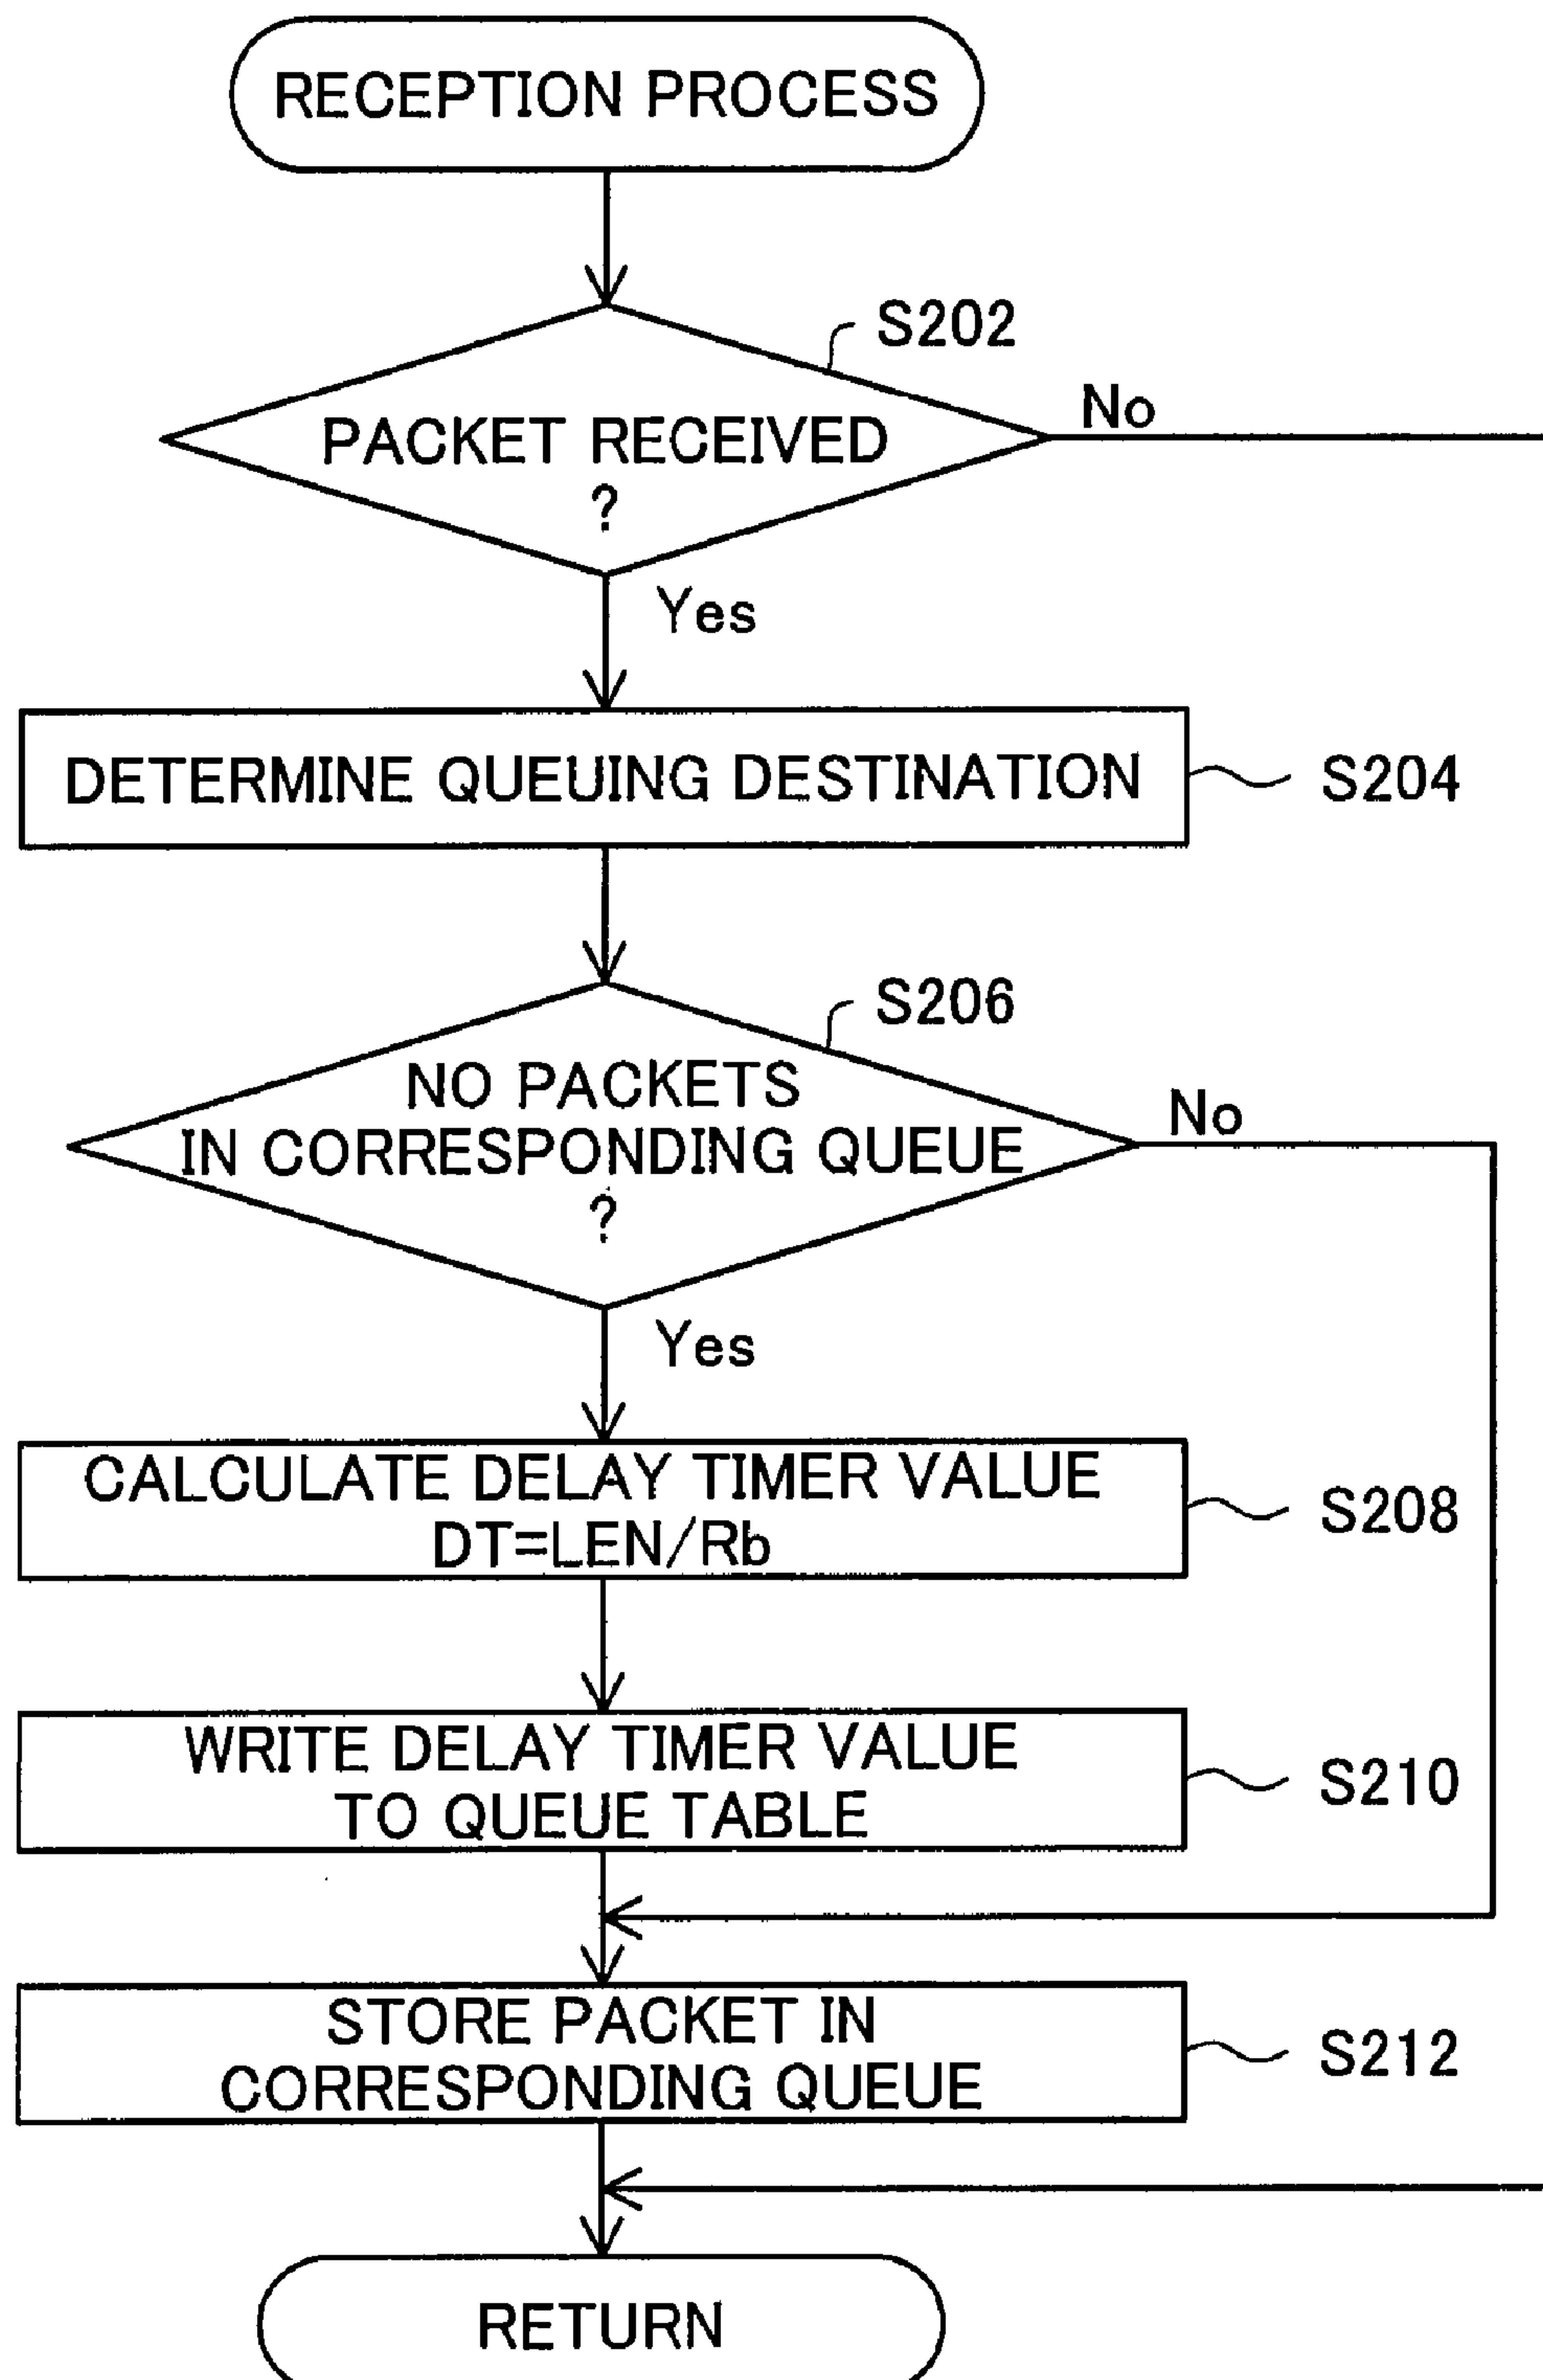 RECEPTION PROCESS
S202
No
PACKET RECEIVED
?
Yes
DETERMINE QUEUING DESTINATION
S204
S206
NO PACKETS
No
IN CORRESPONDING QUEUE
?
Yes
CALCULATE DELAY TIMER VALUE
DT=LEN/Rb
S208
WRITE DELAY TIMER VALUE
TO QUEUE TABLE
S210
STORE PACKET IN
CORRESPONDING QUEUE
S212
RETURN